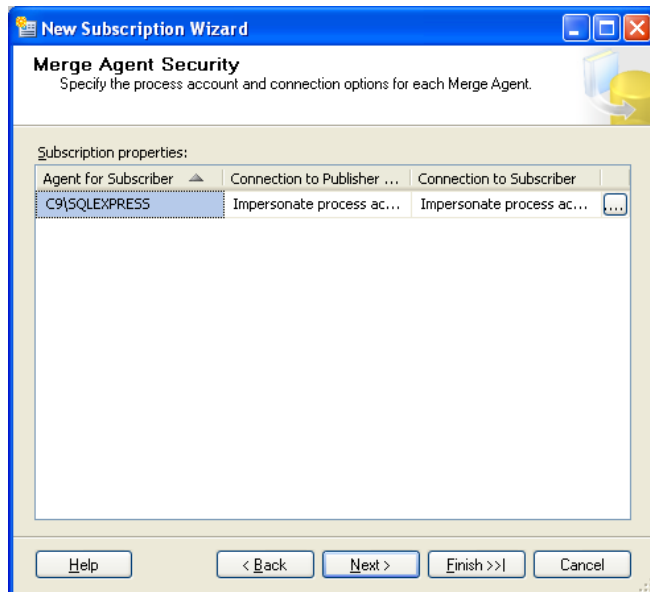 New Subscription Wizard
Merge Agent Security
Specify the process account and connection options for each Merge Agent.
Subscription properties:
Agent for Subscriber Connection to Publisher ... Connection to Subscriber
C9\SQLEXPRESS Impersonate process ac... Impersonate process ac... ...
Help < Back Next > Finish >>| Cancel